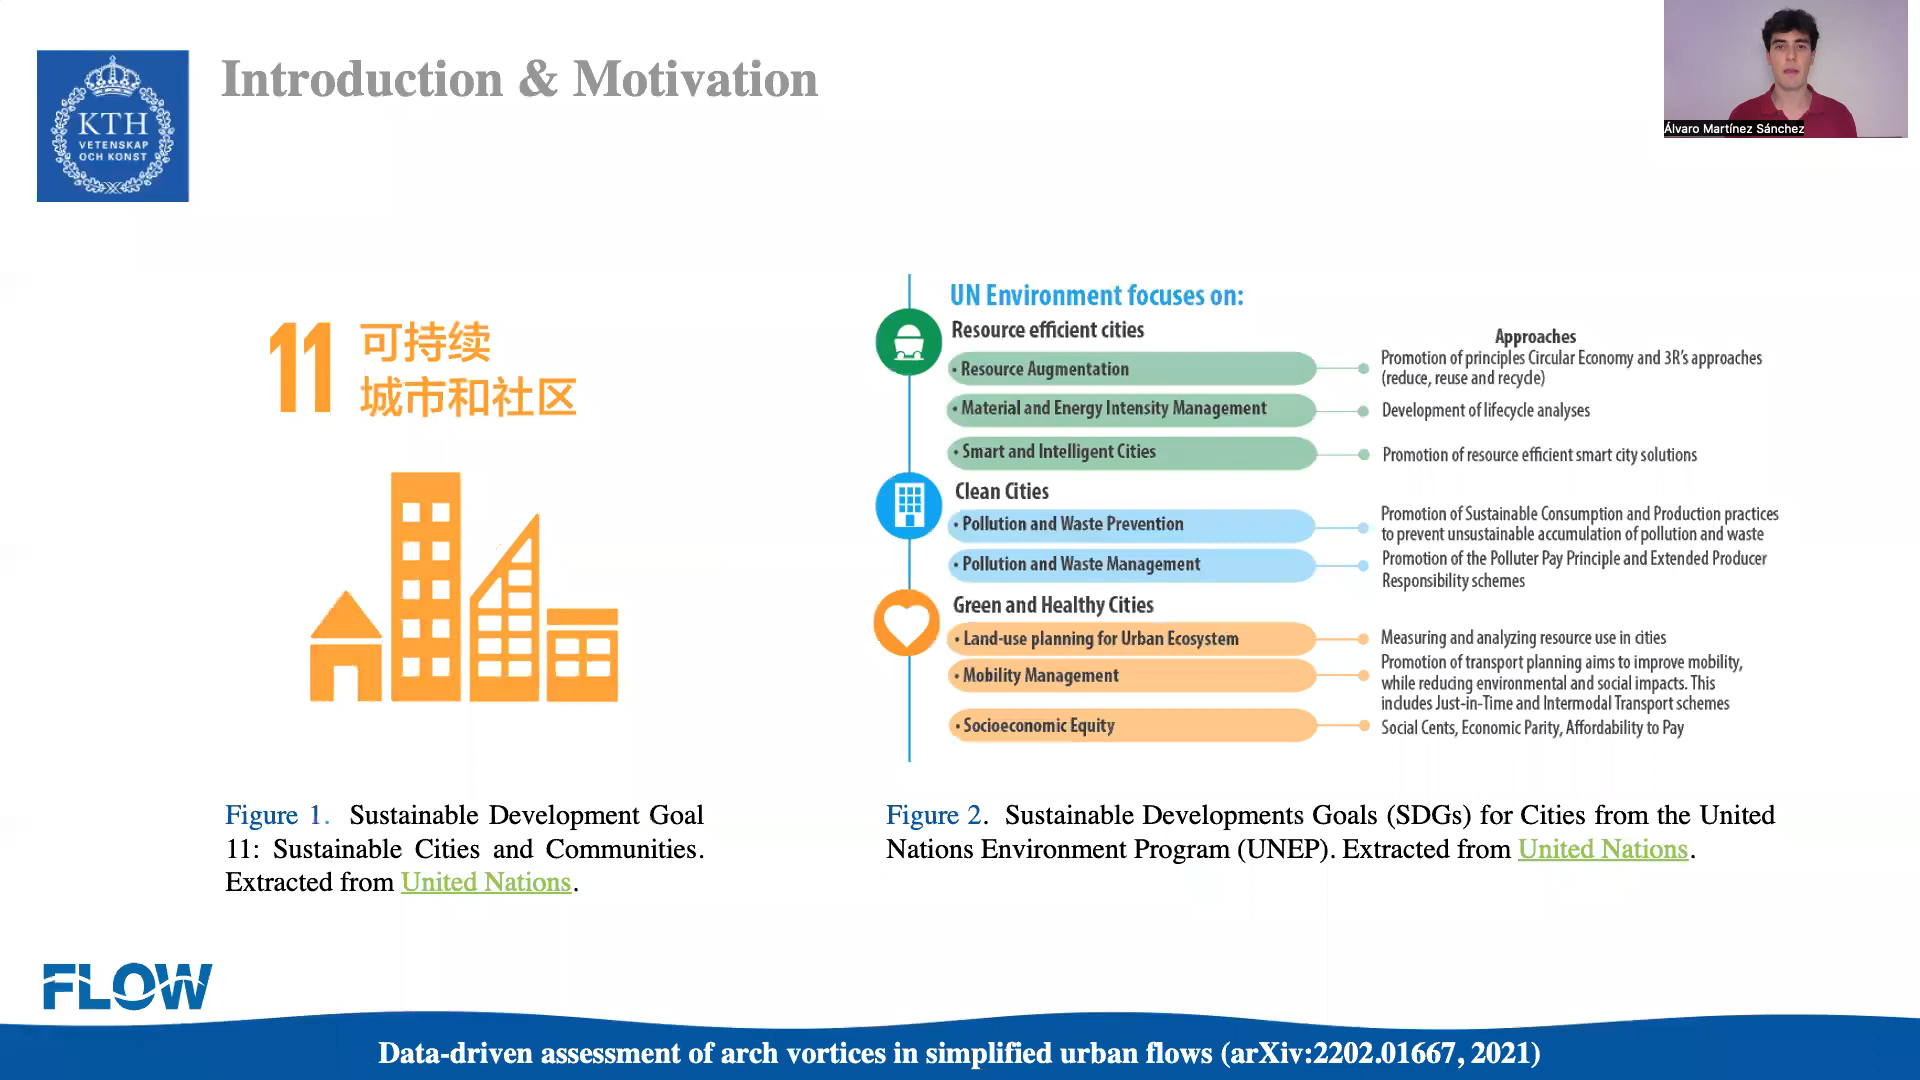 Introduction & Motivation
KTH
VETENSKAP
OCH KONST
Álvaro Martínez Sánchez
11 可持续
城市和社区
Figure 1. Sustainable Development Goal
11: Sustainable Cities and Communities.
Extracted from United Nations.
UN Environment focuses on:
Resource efficient cities
Approaches
• Resource Augmentation
Promotion of principles Circular Economy and 3R's approaches
(reduce, reuse and recycle)
• Material and Energy Intensity Management
Development of lifecycle analyses
• Smart and Intelligent Cities
Promotion of resource efficient smart city solutions
Clean Cities
• Pollution and Waste Prevention
Promotion of Sustainable Consumption and Production practices
to prevent unsustainable accumulation of pollution and waste
• Pollution and Waste Management
Promotion of the Polluter Pay Principle and Extended Producer
Responsibility schemes
Green and Healthy Cities
• Land-use planning for Urban Ecosystem
Measuring and analyzing resource use in cities
• Mobility Management
Promotion of transport planning aims to improve mobility,
while reducing environmental and social impacts. This
includes Just-in-Time and Intermodal Transport schemes
• Socioeconomic Equity
Social Cents, Economic Parity, Affordability to Pay
Figure 2. Sustainable Developments Goals (SDGs) for Cities from the United
Nations Environment Program (UNEP). Extracted from United Nations.
FLOW
Data-driven assessment of arch vortices in simplified urban flows (arXiv:2202.01667, 2021)